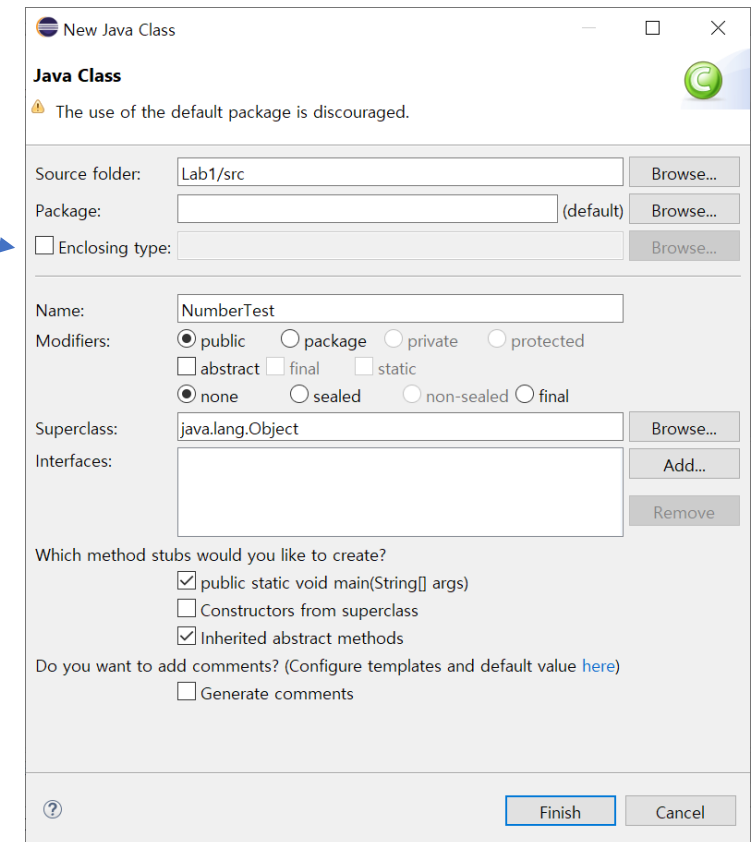 New Java Class
Java Class
The use of the default package is discouraged.
Source folder: Lab1/src Browse...
Package: (default) Browse...
Enclosing type: Browse...
Name: NumberTest
Modifiers: public package private protected
abstract final static
none sealed non-sealed final
Superclass: java.lang.Object Browse...
Interfaces: Add...
Remove
Which method stubs would you like to create?
public static void main(String[] args)
Constructors from superclass
Inherited abstract methods
Do you want to add comments? (Configure templates and default value here)
Generate comments
? Finish Cancel